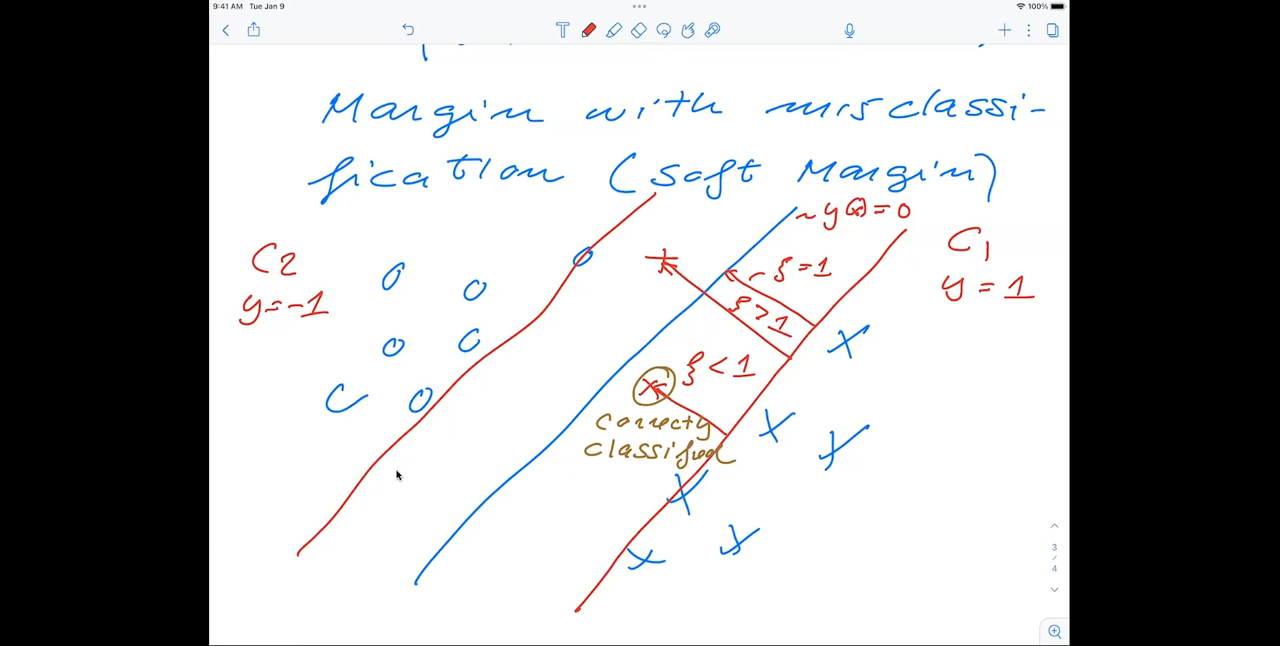 9:41 AM Tue Jan 9
100%
Margin with misclassi-
fication (Soft Margin)
~ y(x) = 0
C2
y = -1
C1
y = 1
ξ = 1
ξ > 1
ξ < 1
correcty
classified
3
/
4